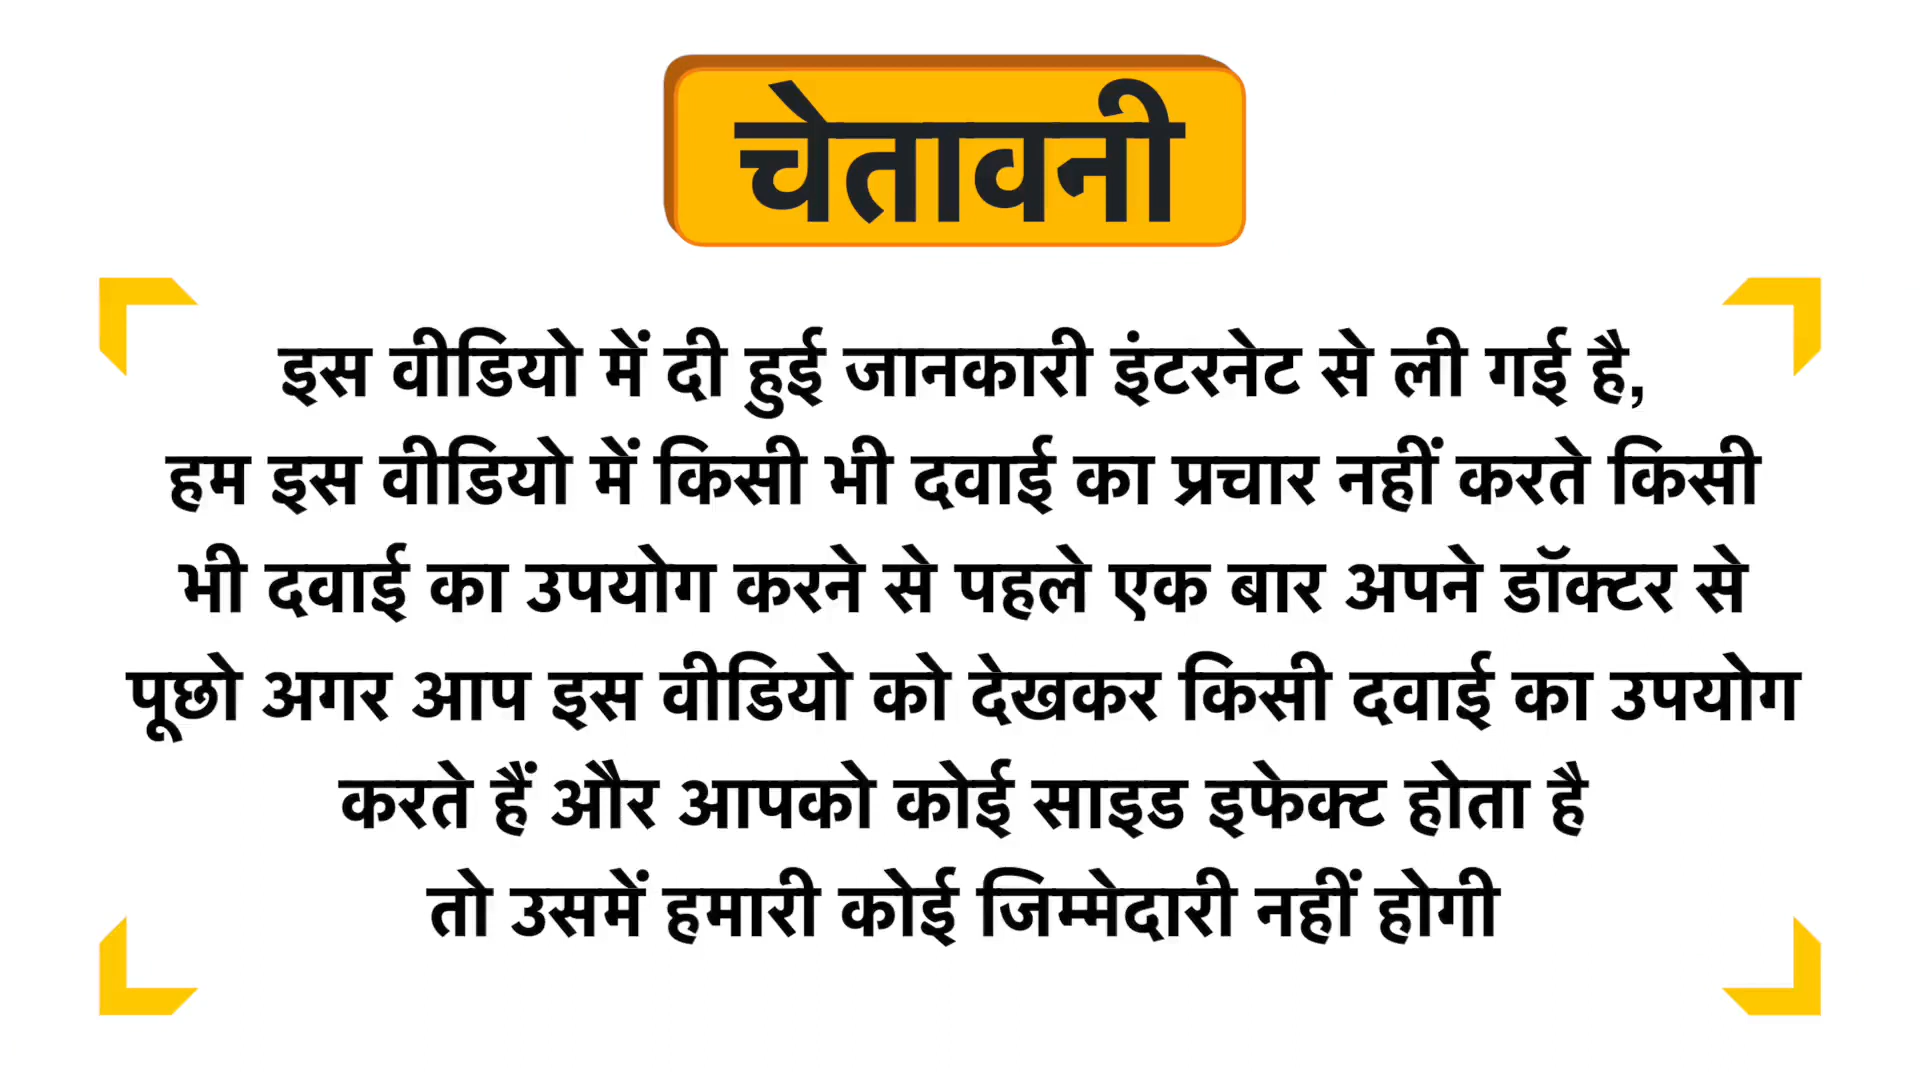 चेतावनी
इस वीडियो में दी हुई जानकारी इंटरनेट से ली गई है,
हम इस वीडियो में किसी भी दवाई का प्रचार नहीं करते किसी
भी दवाई का उपयोग करने से पहले एक बार अपने डॉक्टर से
पूछो अगर आप इस वीडियो को देखकर किसी दवाई का उपयोग
करते हैं और आपको कोई साइड इफेक्ट होता है
तो उसमें हमारी कोई जिम्मेदारी नहीं होगी